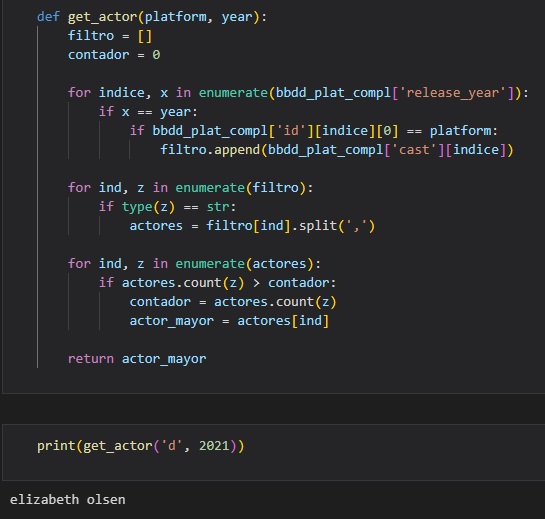 def get_actor(platform, year):
    filtro = []
    contador = 0

    for indice, x in enumerate(bbdd_plat_compl['release_year']):
        if x == year:
            if bbdd_plat_compl['id'][indice][0] == platform:
                filtro.append(bbdd_plat_compl['cast'][indice])

    for ind, z in enumerate(filtro):
        if type(z) == str:
            actores = filtro[ind].split(',')

    for ind, z in enumerate(actores):
        if actores.count(z) > contador:
            contador = actores.count(z)
            actor_mayor = actores[ind]

    return actor_mayor

print(get_actor('d', 2021))

elizabeth olsen